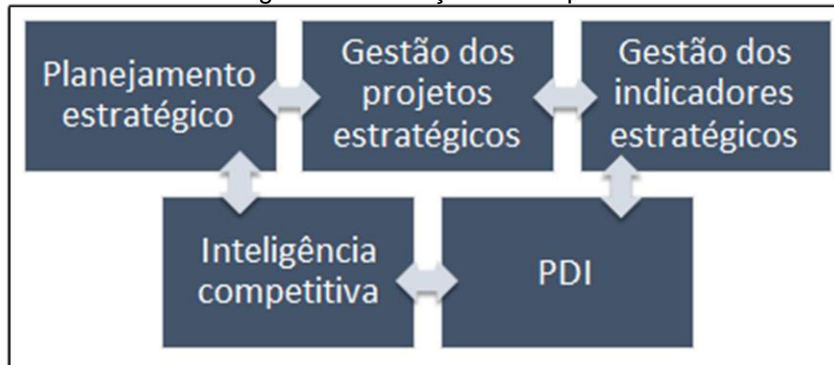 Planejamento
estratégico
Gestão dos
projetos
estratégicos
Gestão dos
indicadores
estratégicos
Inteligência
competitiva
PDI